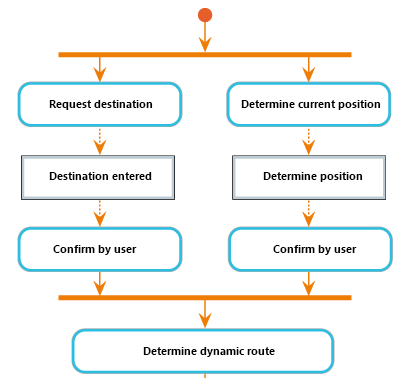 Request destination
Determine current position
Destination entered
Determine position
Confirm by user
Confirm by user
Determine dynamic route